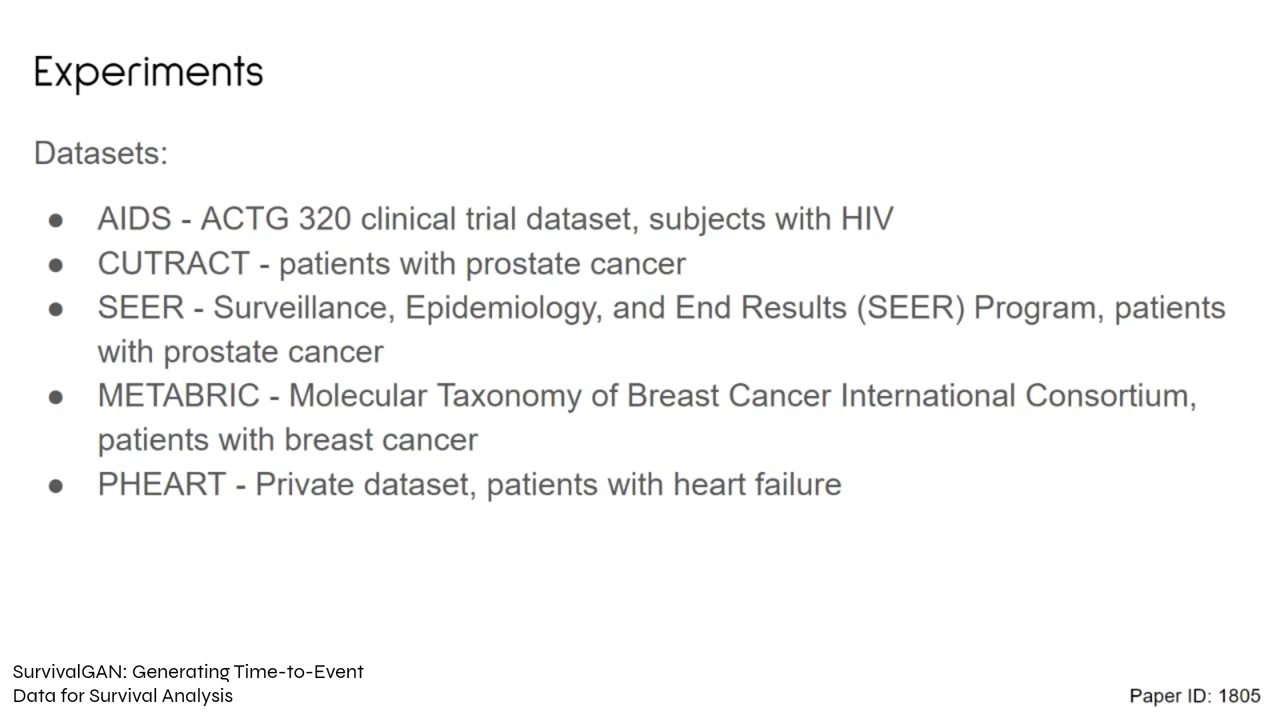 Experiments
Datasets:
● AIDS - ACTG 320 clinical trial dataset, subjects with HIV
● CUTRACT - patients with prostate cancer
● SEER - Surveillance, Epidemiology, and End Results (SEER) Program, patients
with prostate cancer
● METABRIC - Molecular Taxonomy of Breast Cancer International Consortium,
patients with breast cancer
● PHEART - Private dataset, patients with heart failure
SurvivalGAN: Generating Time-to-Event
Data for Survival Analysis
Paper ID: 1805